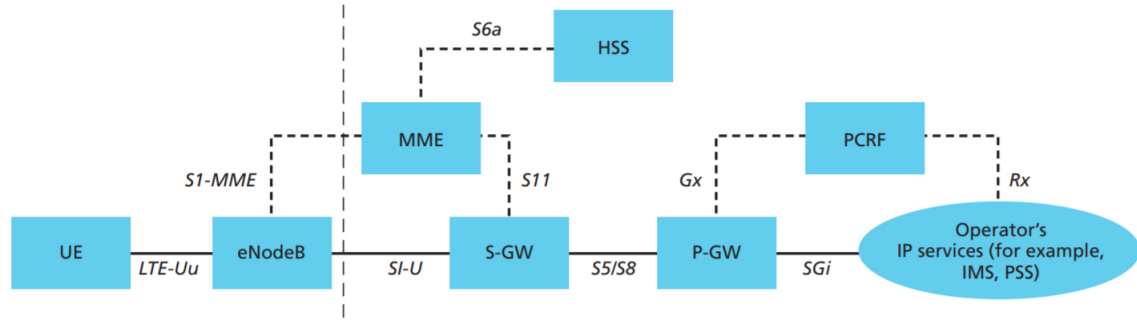 S6a
HSS
MME
PCRF
S1-MME
S11
Gx
Rx
UE
LTE-Uu
eNodeB
SI-U
S-GW
S5/S8
P-GW
SGi
Operator's
IP services (for example,
IMS, PSS)